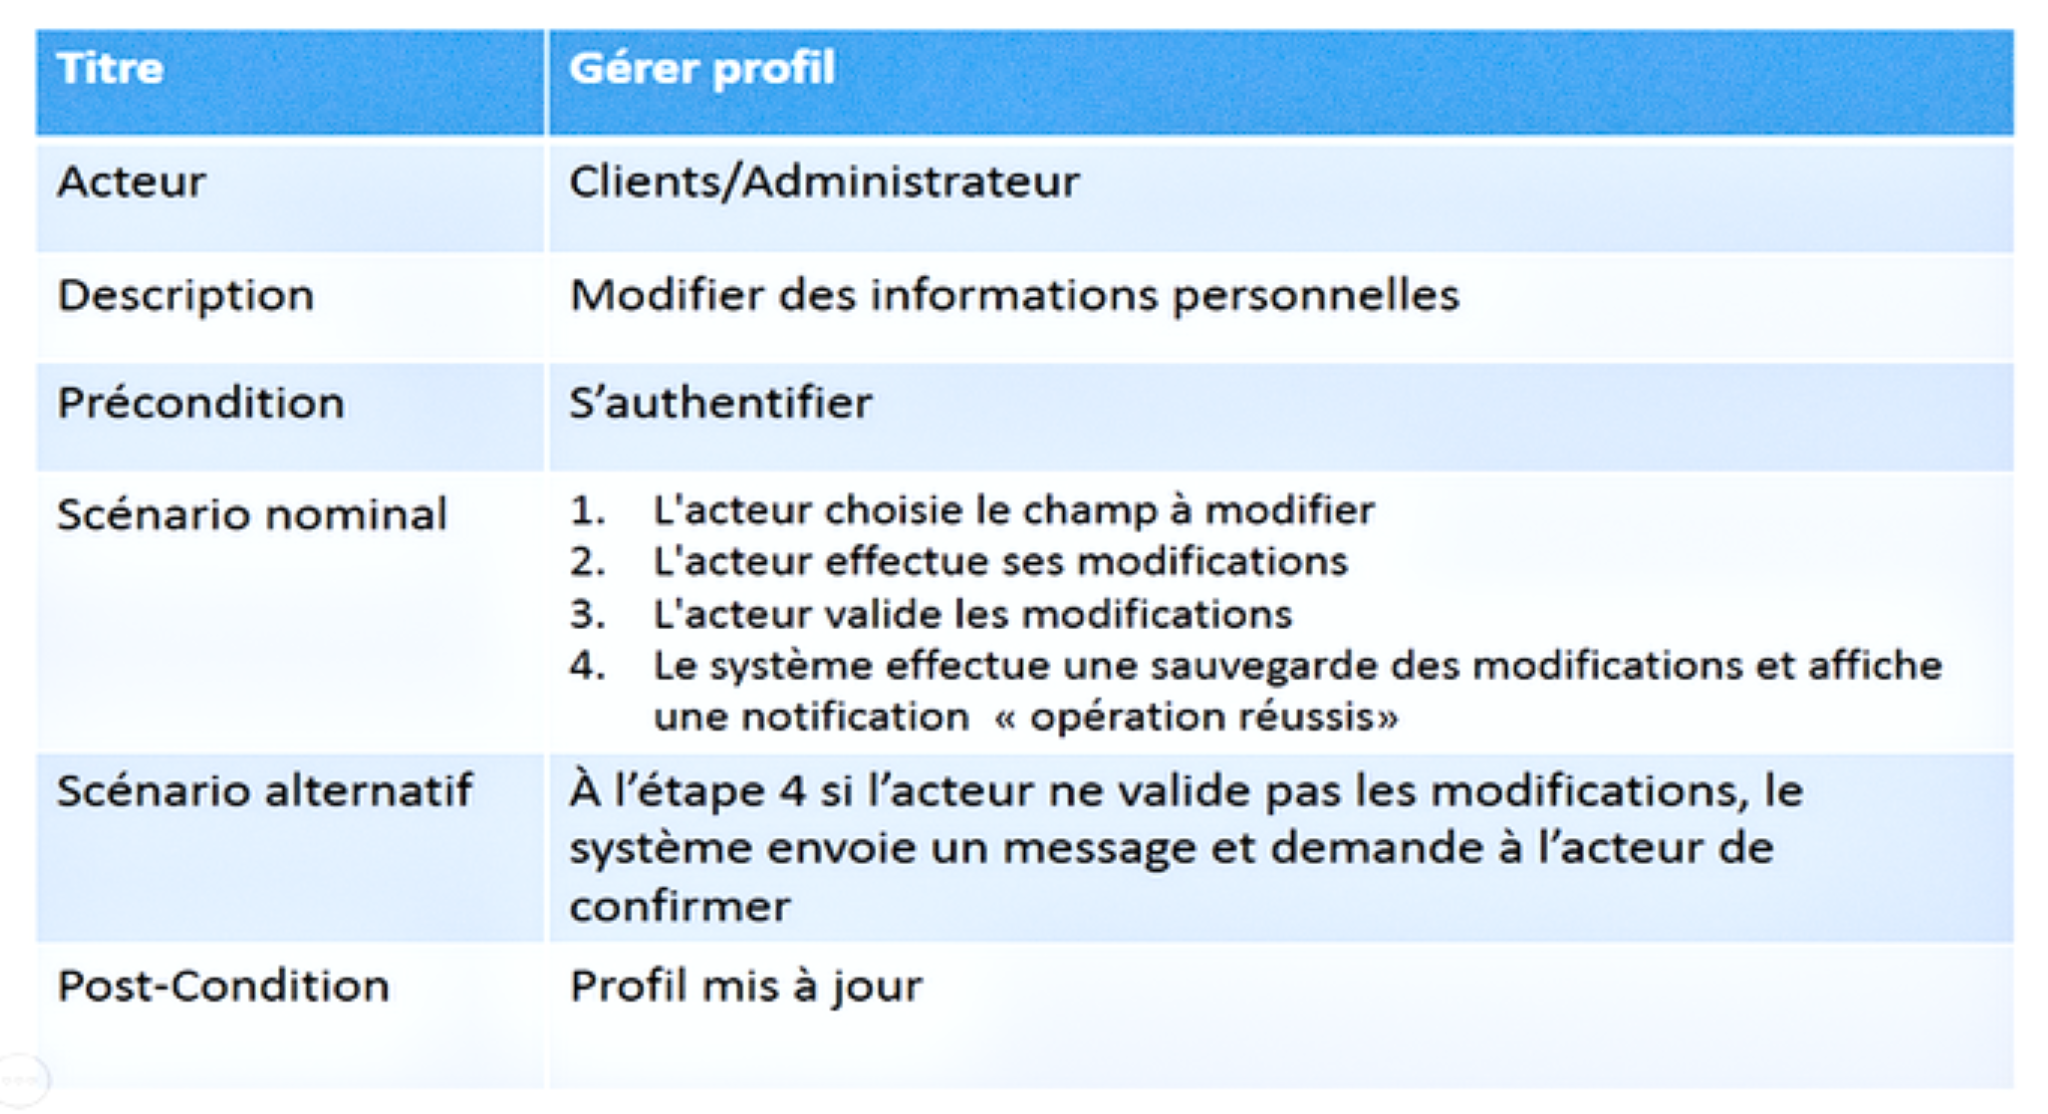 Titre
Gérer profil
Acteur
Clients/Administrateur
Description
Modifier des informations personnelles
Précondition
S’authentifier
Scénario nominal
1. L'acteur choisie le champ à modifier
2. L'acteur effectue ses modifications
3. L'acteur valide les modifications
4. Le système effectue une sauvegarde des modifications et affiche
une notification « opération réussis»
Scénario alternatif
À l’étape 4 si l’acteur ne valide pas les modifications, le
système envoie un message et demande à l’acteur de
confirmer
Post-Condition
Profil mis à jour